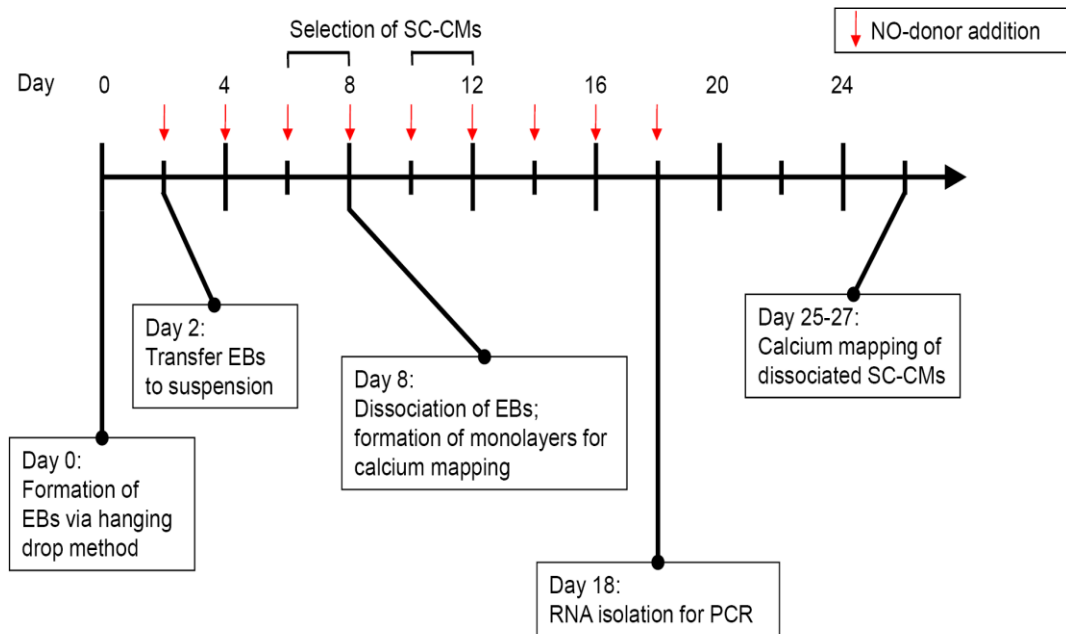 Selection of SC-CMs
NO-donor addition
Day 0 4 8 12 16 20 24
Day 2:
Transfer EBs
to suspension
Day 25-27:
Calcium mapping of
dissociated SC-CMs
Day 8:
Dissociation of EBs;
formation of monolayers for
calcium mapping
Day 0:
Formation of
EBs via hanging
drop method
Day 18:
RNA isolation for PCR